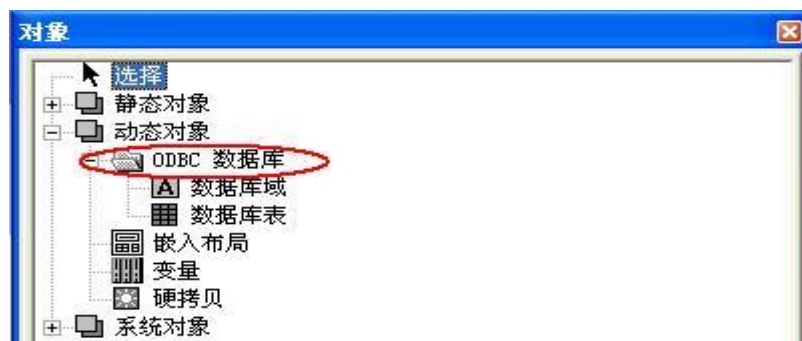 对象
选择
静态对象
动态对象
ODBC 数据库
A 数据库域
数据库表
嵌入布局
变量
硬拷贝
系统对象